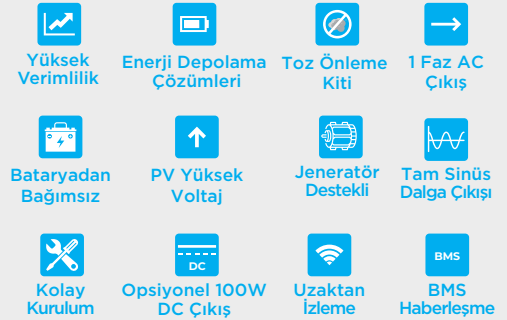 Yüksek
Verimlilik
Enerji Depolama
Çözümleri
Toz Önleme
Kiti
1 Faz AC
Çıkış
Bataryadan
Bağımsız
PV Yüksek
Voltaj
Jeneratör
Destekli
Tam Sinüs
Dalga Çıkışı
Kolay
Kurulum
DC
Opsiyonel 100W
DC Çıkış
Uzaktan
İzleme
BMS
BMS
Haberleşme